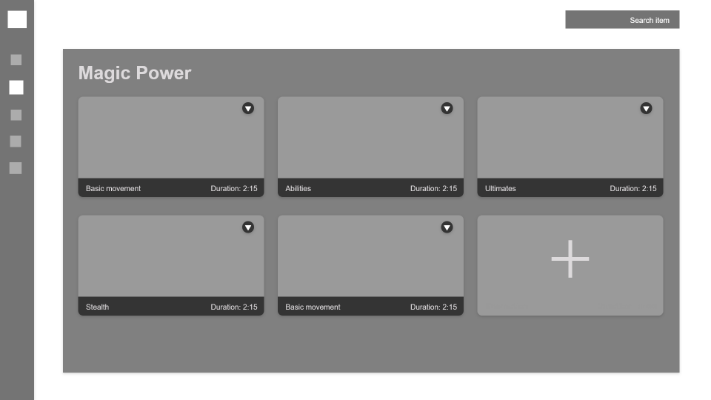 Search item
Magic Power
Basic movement Duration: 2:15
Abilities Duration: 2:15
Ultimates Duration: 2:15
Stealth Duration: 2:15
Basic movement Duration: 2:15